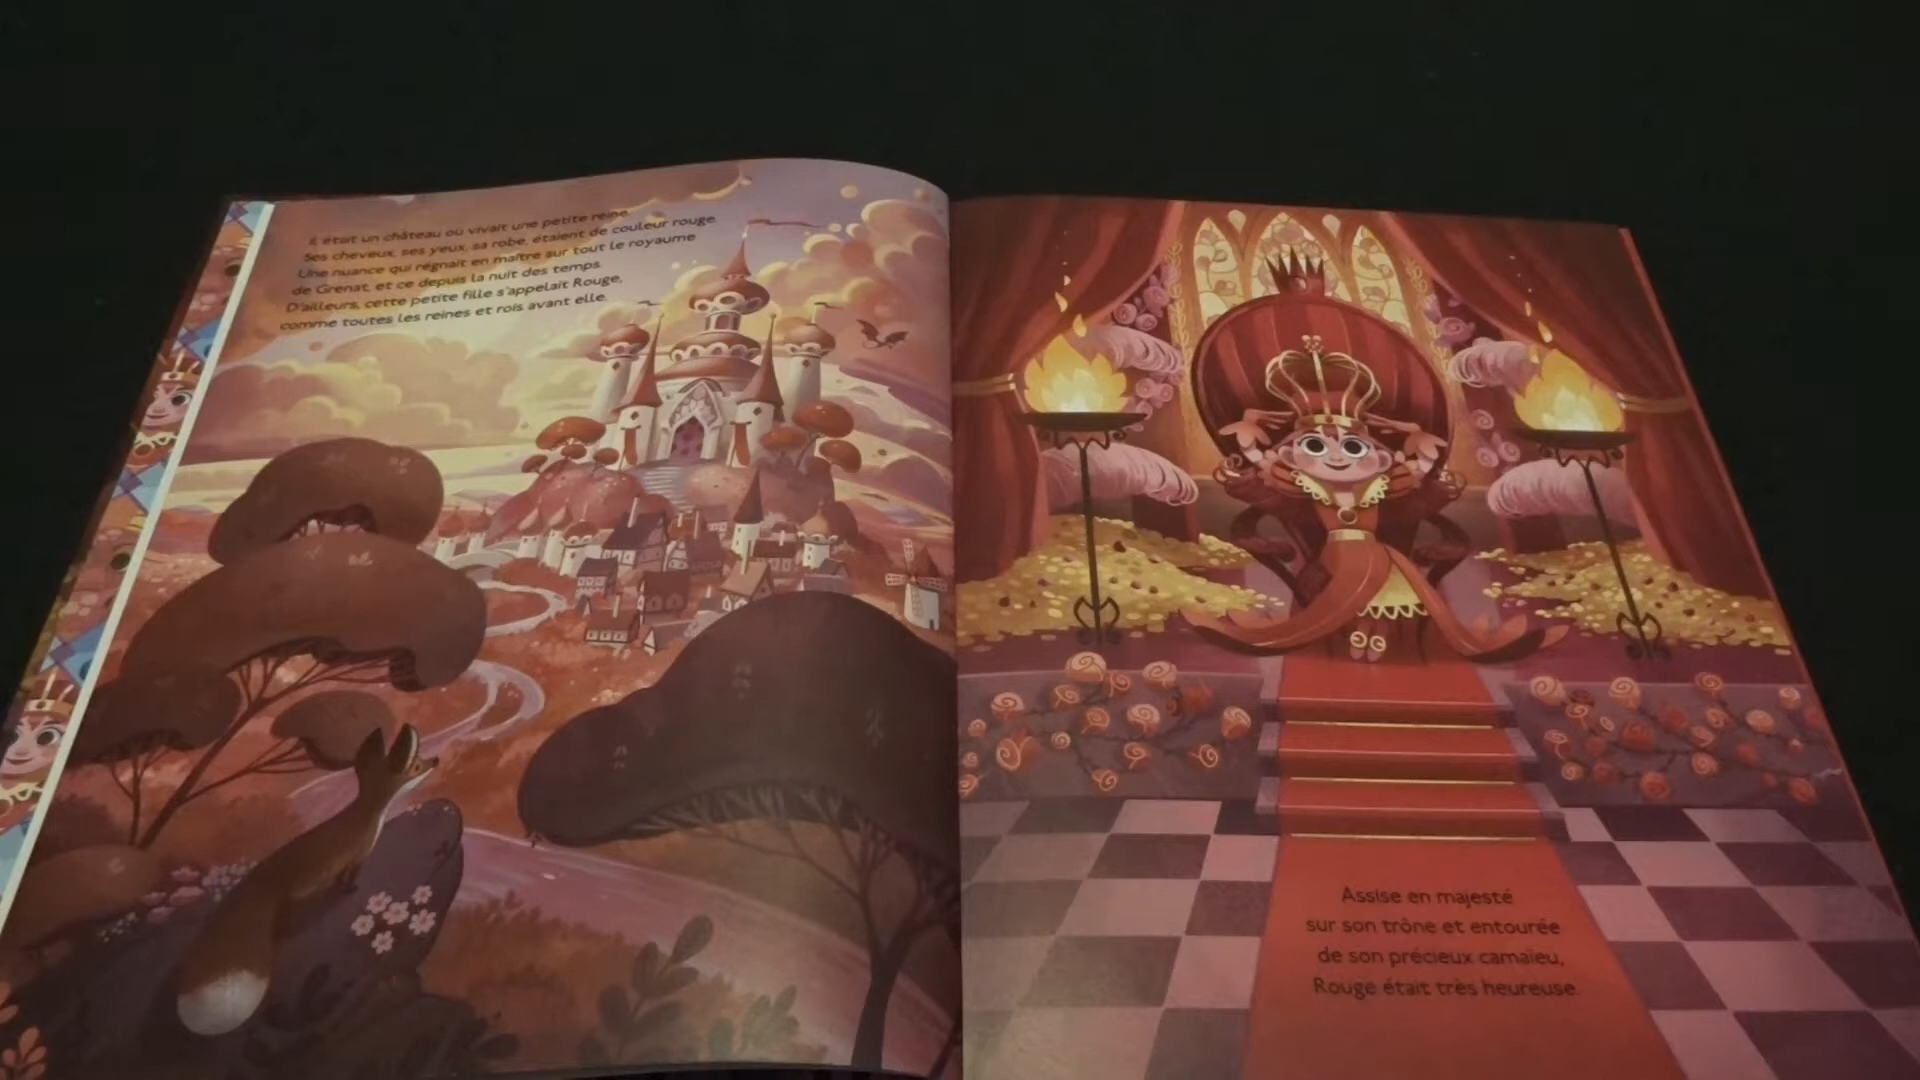 Il était un château où vivait une petite reine.
Ses cheveux, ses yeux, sa robe, étaient de couleur rouge.
Une nuance qui régnait en maître sur tout le royaume
de Grenat, et ce depuis la nuit des temps.
D'ailleurs, cette petite fille s'appelait Rouge,
comme toutes les reines et rois avant elle.
Assise en majesté
sur son trône et entourée
de son précieux camaïeu,
Rouge était très heureuse.